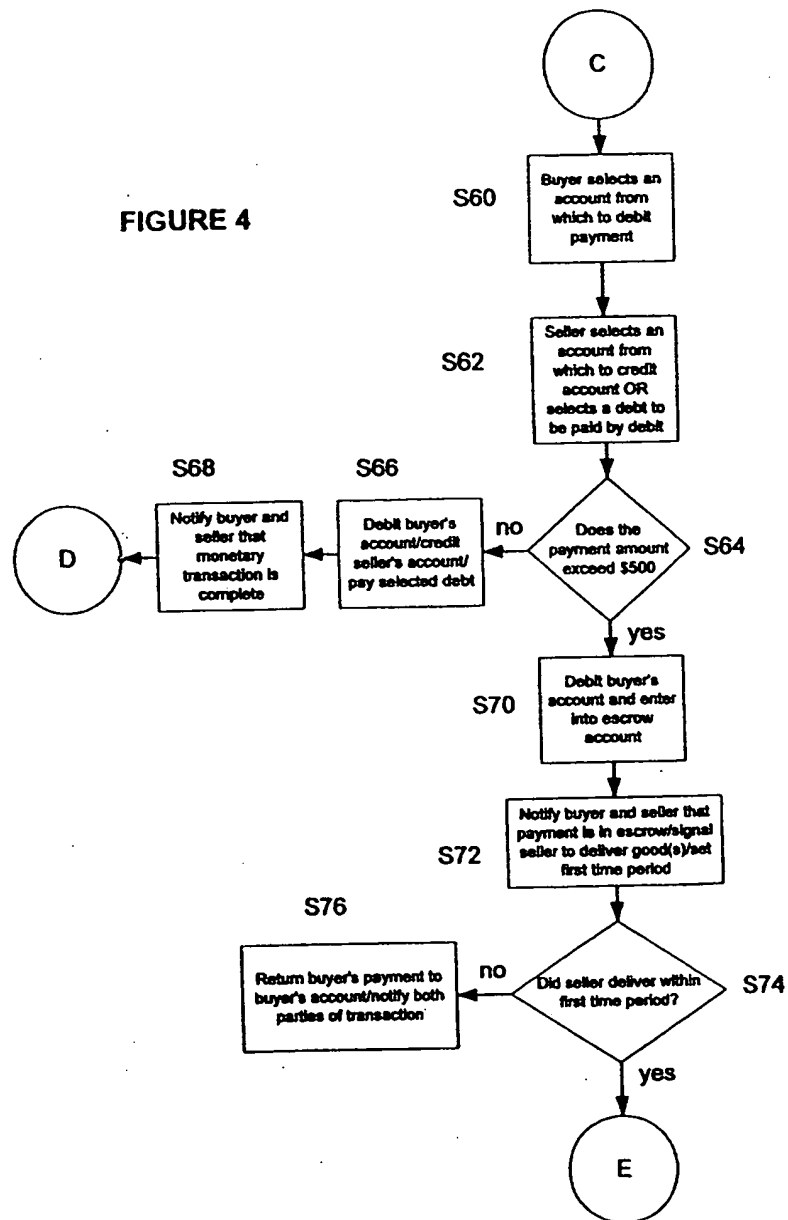 C
FIGURE 4
S60
Buyer selects an
account from
which to debit
payment
S62
Seller selects an
account from
which to credit
account OR
selects a debt to
be paid by debit
S68
S66
Notify buyer and
seller that
monetary
transaction is
complete
Debit buyer's
account/credit
seller's account/
pay selected debt
no
Does the
payment amount
exceed $500
S64
D
yes
S70
Debit buyer's
account and enter
into escrow
account
S72
Notify buyer and seller that
payment is in escrow/signal
seller to deliver good(s)/set
first time period
S76
Return buyer's payment to
buyer's account/notify both
parties of transaction
no
Did seller deliver within
first time period?
S74
yes
E